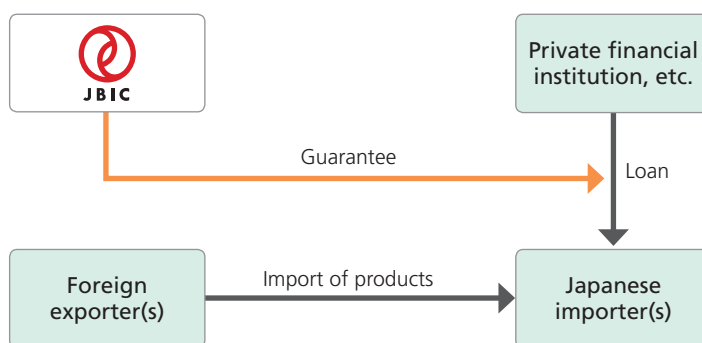 JBIC
Private financial
institution, etc.
Guarantee
Loan
Foreign
exporter(s)
Import of products
Japanese
importer(s)